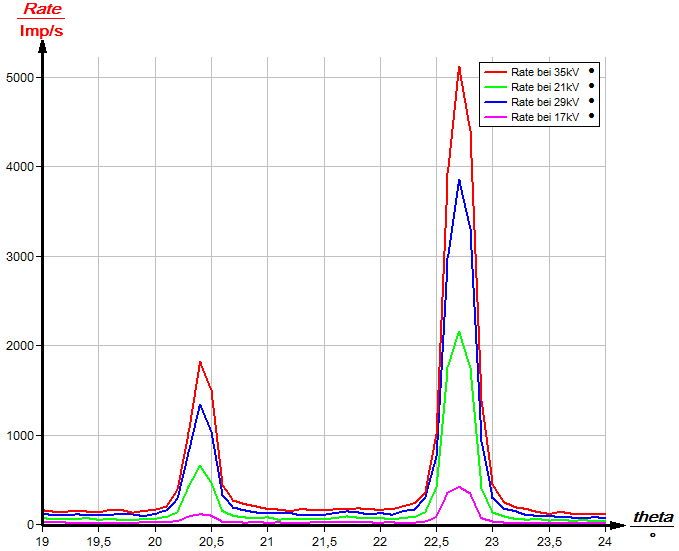 Rate
Imp/s
5000
4000
3000
2000
1000
0
Rate bei 35kV
Rate bei 21kV
Rate bei 29kV
Rate bei 17kV
19 19,5 20 20,5 21 21,5 22 22,5 23 23,5 24
theta
°